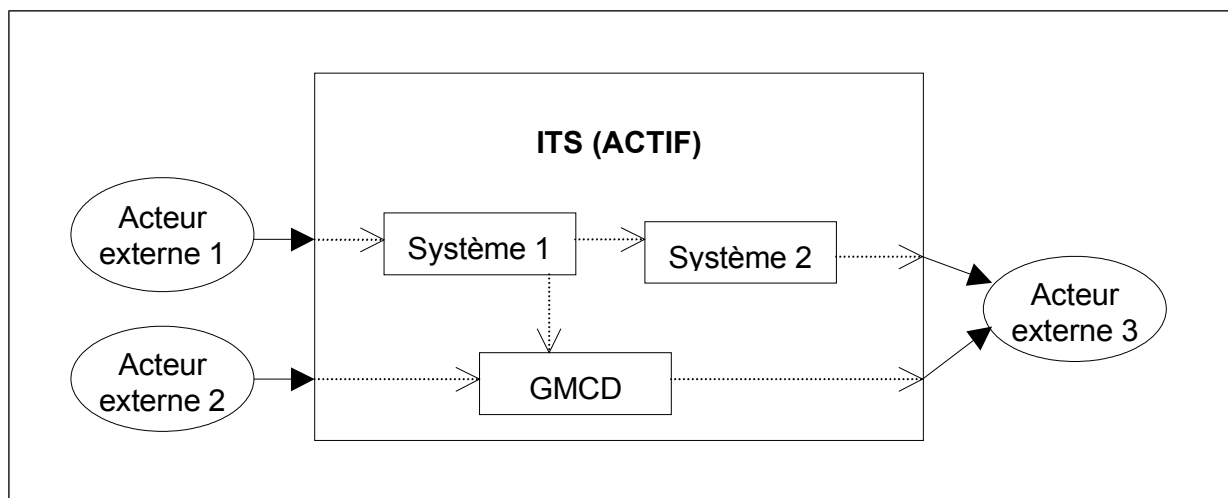 ITS (ACTIF)
Acteur
externe 1
Système 1
Système 2
Acteur
externe 3
Acteur
externe 2
GMCD